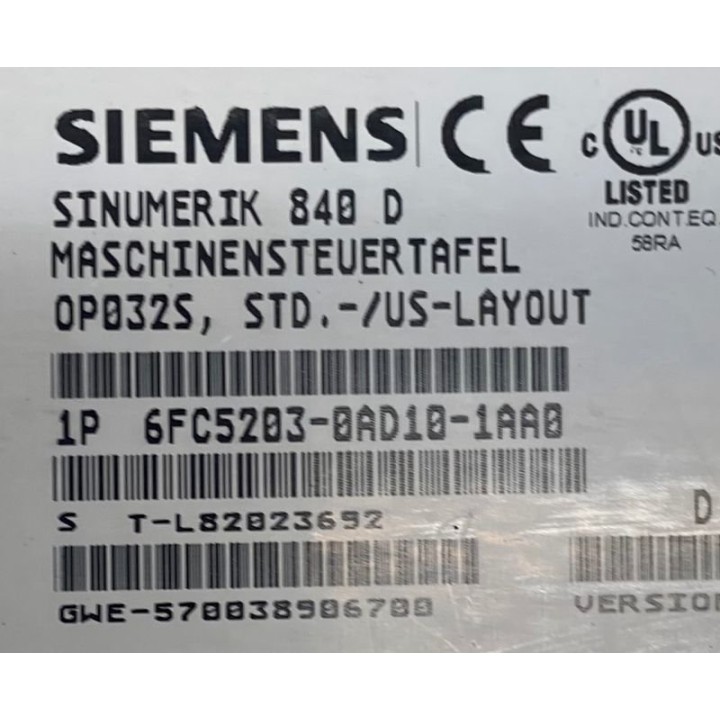 SIEMENS CE C UL US
LISTED
IND.CONT.EQ.
58RA
SINUMERIK 840 D
MASCHINENSTEUERTAFEL
OP032S, STD.-/US-LAYOUT
1P 6FC5203-0AD10-1AA0
S T-L82023692
D
GWE-570038906700
VERSION